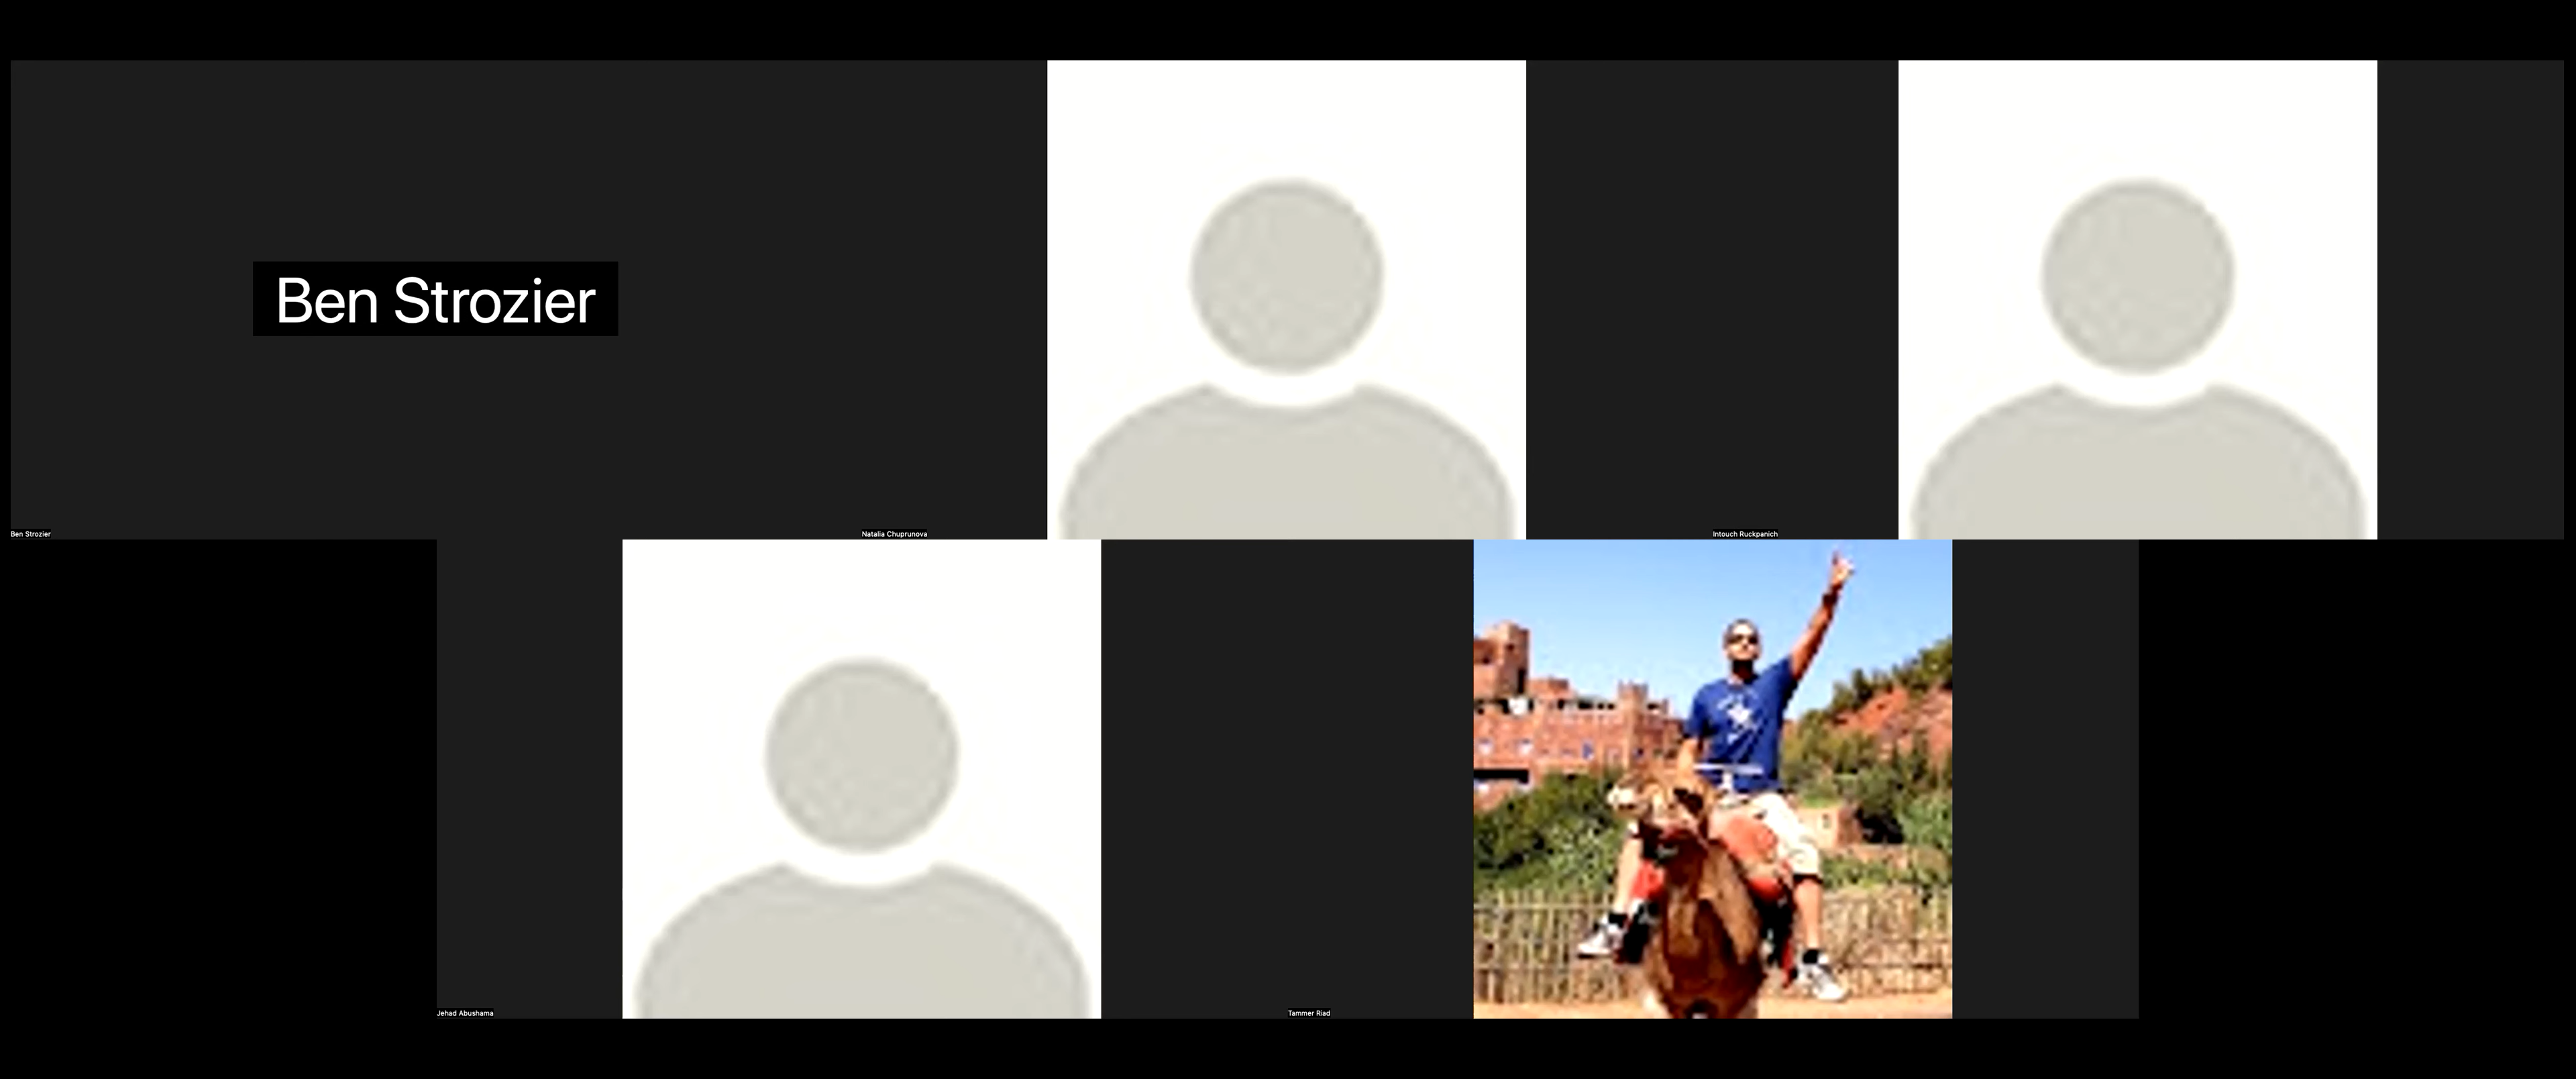 Ben Strozier
Ben Strozier
Natalia Chuprunova
Intouch Ruckpanich
Jehad Abushama
Tammer Riad